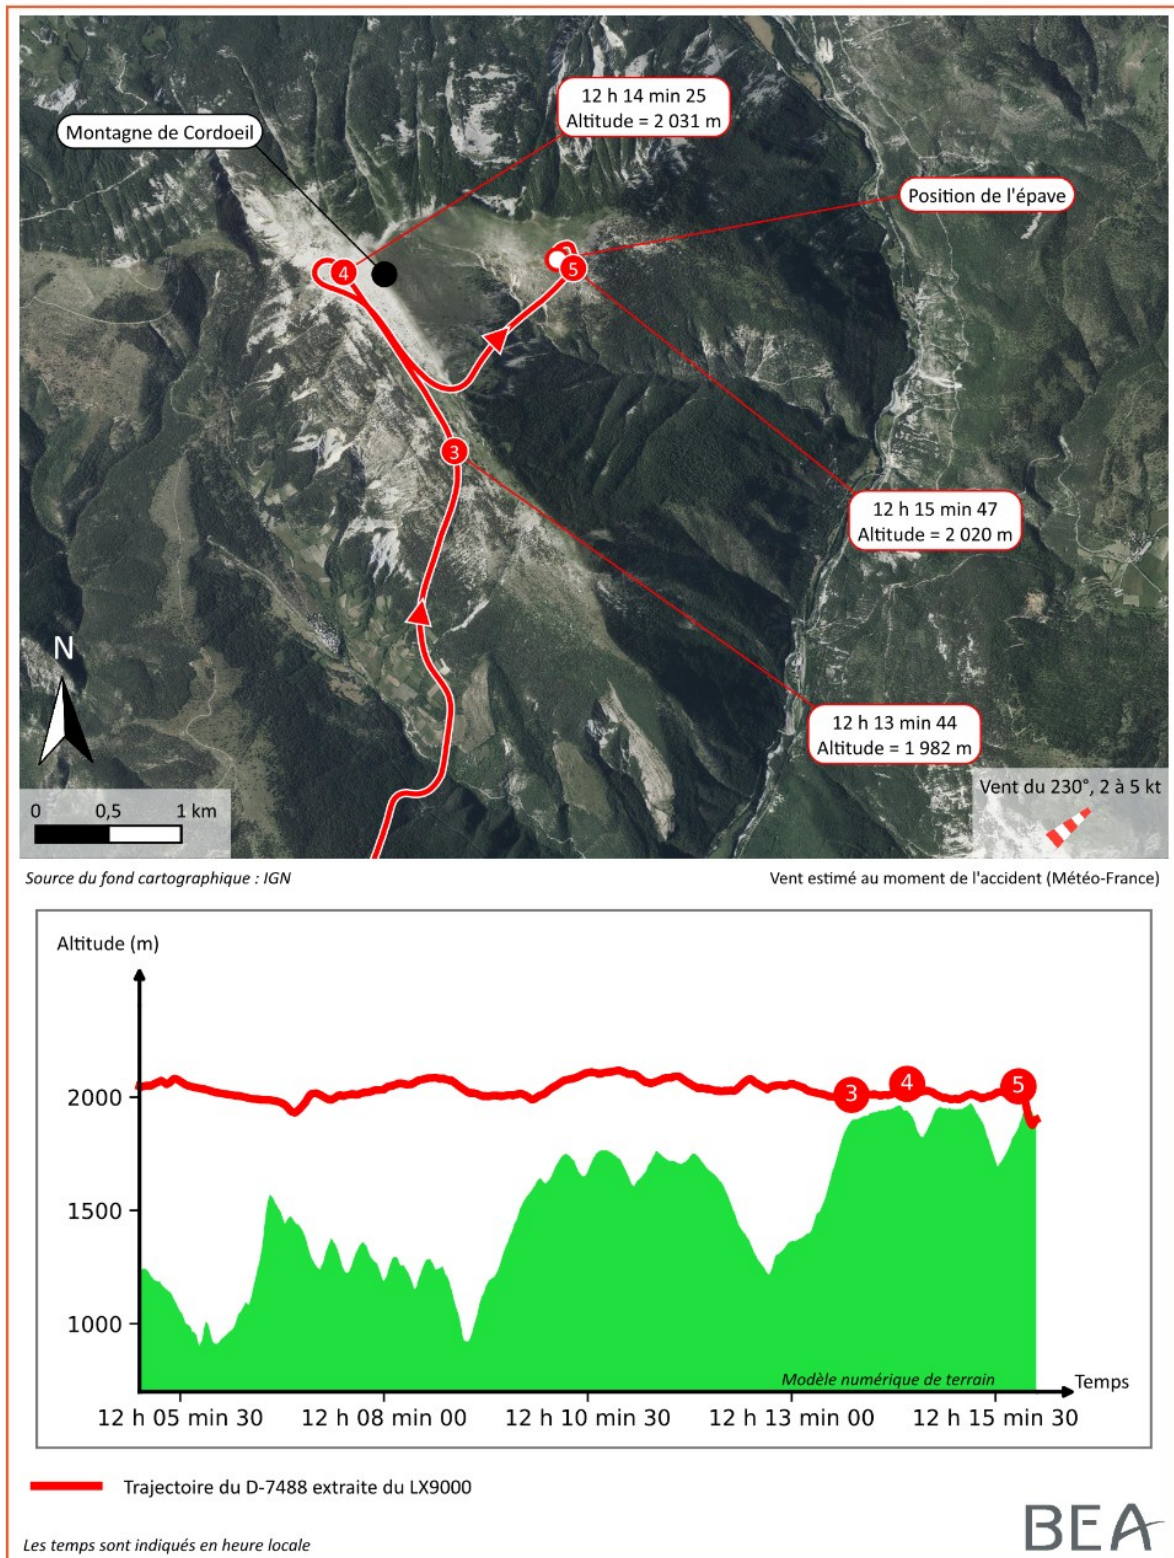 12 h 14 min 25
Altitude = 2 031 m
Montagne de Cordoeil
Position de l'épave
4
5
3
12 h 15 min 47
Altitude = 2 020 m
N
12 h 13 min 44
Altitude = 1 982 m
0 0,5 1 km
Vent du 230°, 2 à 5 kt
Source du fond cartographique : IGN
Vent estimé au moment de l'accident (Météo-France)
Altitude (m)
2000
3
4
5
1500
1000
Modèle numérique de terrain
Temps
12 h 05 min 30
12 h 08 min 00
12 h 10 min 30
12 h 13 min 00
12 h 15 min 30
Trajectoire du D-7488 extraite du LX9000
BEA
Les temps sont indiqués en heure locale